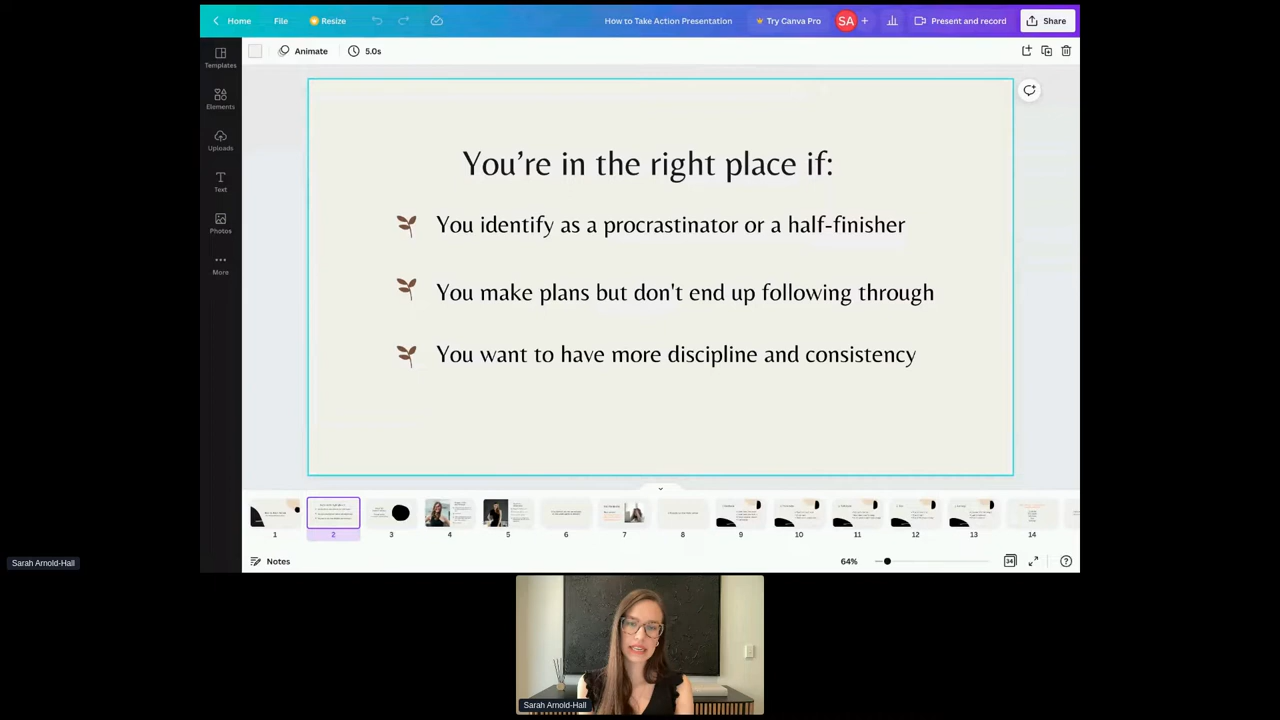 Home File Resize How to Take Action Presentation Try Canva Pro SA + Present and record Share
Animate 5.0s
Templates
Elements
Uploads
Text
Photos
More
You’re in the right place if:
You identify as a procrastinator or a half-finisher
You make plans but don't end up following through
You want to have more discipline and consistency
1 2 3 4 5 6 7 8 9 10 11 12 13 14
Notes 64% 34 ?
Sarah Arnold-Hall
Sarah Arnold-Hall